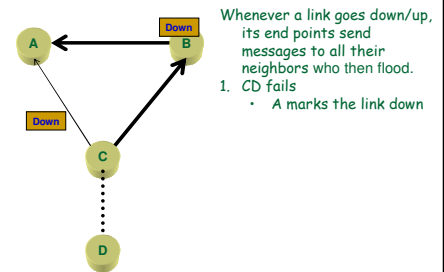 Whenever a link goes down/up,
its end points send
messages to all their
neighbors who then flood.
1. CD fails
• A marks the link down
Down
A
B
Down
C
D